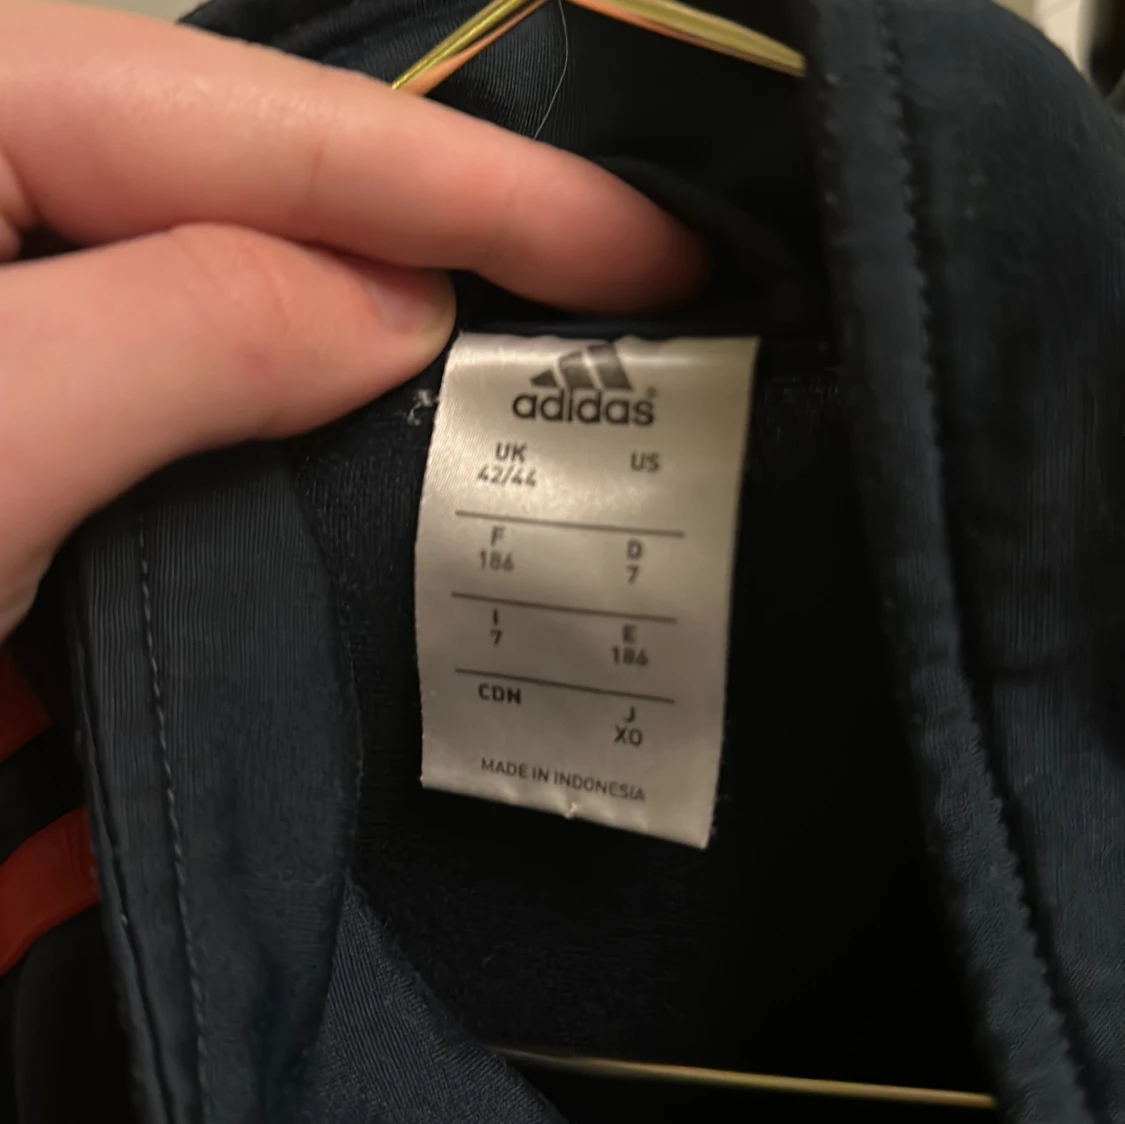 adidas®
UK US
42/44
F D
186 7
I E
7 186
CDN J
XO
MADE IN INDONESIA